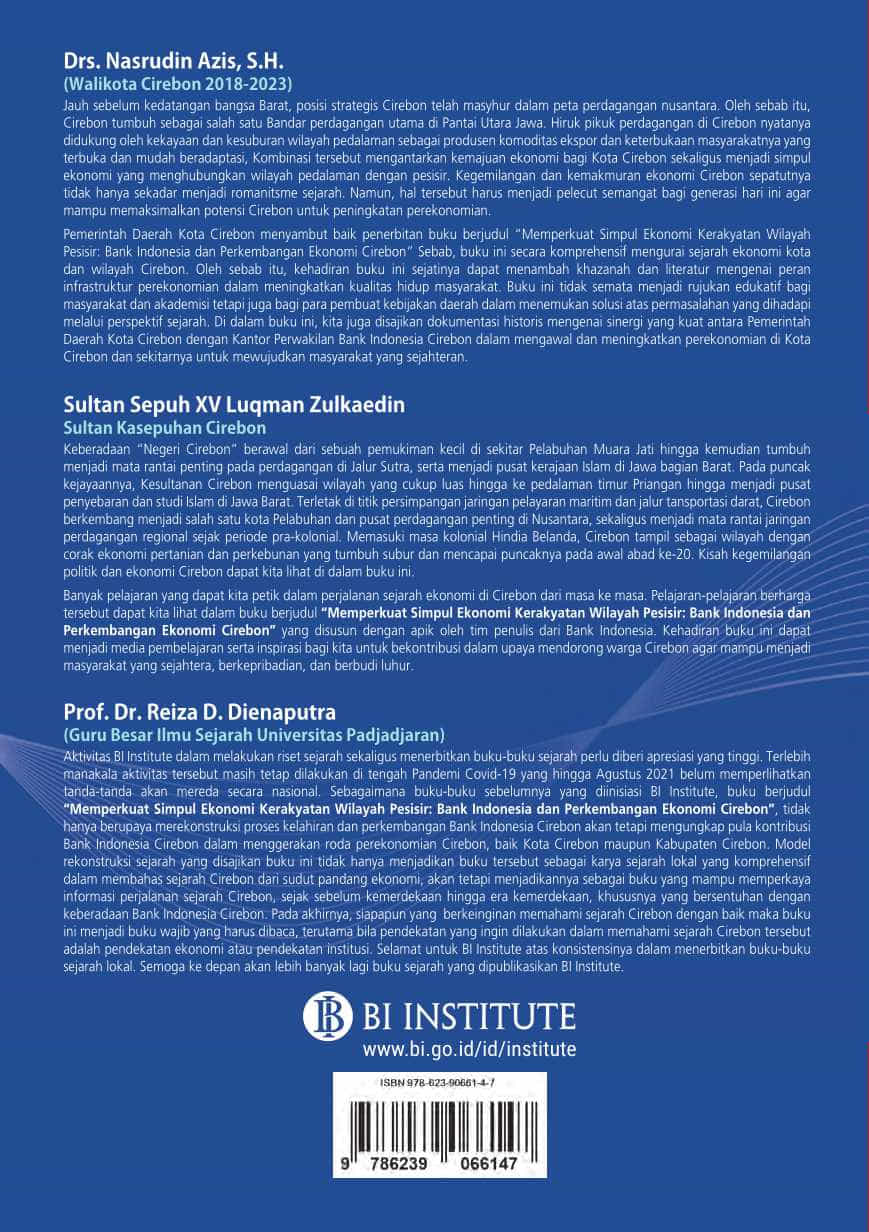 Drs. Nasrudin Azis, S.H.
(Walikota Cirebon 2018-2023)
Jauh sebelum kedatangan bangsa Barat, posisi strategis Cirebon telah masyhur dalam peta perdagangan nusantara. Oleh sebab itu,
Cirebon tumbuh sebagai salah satu Bandar perdagangan utama di Pantai Utara Jawa. Hiruk pikuk perdagangan di Cirebon nyatanya
didukung oleh kekayaan dan kesuburan wilayah pedalaman sebagai produsen komoditas ekspor dan keterbukaan masyarakatnya yang
terbuka dan mudah beradaptasi, Kombinasi tersebut mengantarkan kemajuan ekonomi bagi Kota Cirebon sekaligus menjadi simpul
ekonomi yang menghubungkan wilayah pedalaman dengan pesisir. Kegemilangan dan kemakmuran ekonomi Cirebon sepatutnya
tidak hanya sekadar menjadi romanitsme sejarah. Namun, hal tersebut harus menjadi pelecut semangat bagi generasi hari ini agar
mampu memaksimalkan potensi Cirebon untuk peningkatan perekonomian.
Pemerintah Daerah Kota Cirebon menyambut baik penerbitan buku berjudul “Memperkuat Simpul Ekonomi Kerakyatan Wilayah
Pesisir: Bank Indonesia dan Perkembangan Ekonomi Cirebon” Sebab, buku ini secara komprehensif mengurai sejarah ekonomi kota
dan wilayah Cirebon. Oleh sebab itu, kehadiran buku ini sejatinya dapat menambah khazanah dan literatur mengenai peran
infrastruktur perekonomian dalam meningkatkan kualitas hidup masyarakat. Buku ini tidak semata menjadi rujukan edukatif bagi
masyarakat dan akademisi tetapi juga bagi para pembuat kebijakan daerah dalam menemukan solusi atas permasalahan yang dihadapi
melalui perspektif sejarah. Di dalam buku ini, kita juga disajikan dokumentasi historis mengenai sinergi yang kuat antara Pemerintah
Daerah Kota Cirebon dengan Kantor Perwakilan Bank Indonesia Cirebon dalam mengawal dan meningkatkan perekonomian di Kota
Cirebon dan sekitarnya untuk mewujudkan masyarakat yang sejahteran.
Sultan Sepuh XV Luqman Zulkaedin
Sultan Kasepuhan Cirebon
Keberadaan “Negeri Cirebon” berawal dari sebuah pemukiman kecil di sekitar Pelabuhan Muara Jati hingga kemudian tumbuh
menjadi mata rantai penting pada perdagangan di Jalur Sutra, serta menjadi pusat kerajaan Islam di Jawa bagian Barat. Pada puncak
kejayaannya, Kesultanan Cirebon menguasai wilayah yang cukup luas hingga ke pedalaman timur Priangan hingga menjadi pusat
penyebaran dan studi Islam di Jawa Barat. Terletak di titik persimpangan jaringan pelayaran maritim dan jalur tansportasi darat, Cirebon
berkembang menjadi salah satu kota Pelabuhan dan pusat perdagangan penting di Nusantara, sekaligus menjadi mata rantai jaringan
perdagangan regional sejak periode pra-kolonial. Memasuki masa kolonial Hindia Belanda, Cirebon tampil sebagai wilayah dengan
corak ekonomi pertanian dan perkebunan yang tumbuh subur dan mencapai puncaknya pada awal abad ke-20. Kisah kegemilangan
politik dan ekonomi Cirebon dapat kita lihat di dalam buku ini.
Banyak pelajaran yang dapat kita petik dalam perjalanan sejarah ekonomi di Cirebon dari masa ke masa. Pelajaran-pelajaran berharga
tersebut dapat kita lihat dalam buku berjudul “Memperkuat Simpul Ekonomi Kerakyatan Wilayah Pesisir: Bank Indonesia dan
Perkembangan Ekonomi Cirebon” yang disusun dengan apik oleh tim penulis dari Bank Indonesia. Kehadiran buku ini dapat
menjadi media pembelajaran serta inspirasi bagi kita untuk bekontribusi dalam upaya mendorong warga Cirebon agar mampu menjadi
masyarakat yang sejahtera, berkepribadian, dan berbudi luhur.
Prof. Dr. Reiza D. Dienaputra
(Guru Besar Ilmu Sejarah Universitas Padjadjaran)
Aktivitas BI Institute dalam melakukan riset sejarah sekaligus menerbitkan buku-buku sejarah perlu diberi apresiasi yang tinggi. Terlebih
manakala aktivitas tersebut masih tetap dilakukan di tengah Pandemi Covid-19 yang hingga Agustus 2021 belum memperlihatkan
tanda-tanda akan mereda secara nasional. Sebagaimana buku-buku sebelumnya yang diinisiasi BI Institute, buku berjudul
“Memperkuat Simpul Ekonomi Kerakyatan Wilayah Pesisir: Bank Indonesia dan Perkembangan Ekonomi Cirebon”, tidak
hanya berupaya merekonstruksi proses kelahiran dan perkembangan Bank Indonesia Cirebon akan tetapi mengungkap pula kontribusi
Bank Indonesia Cirebon dalam menggerakan roda perekonomian Cirebon, baik Kota Cirebon maupun Kabupaten Cirebon. Model
rekonstruksi sejarah yang disajikan buku ini tidak hanya menjadikan buku tersebut sebagai karya sejarah lokal yang komprehensif
dalam membahas sejarah Cirebon dari sudut pandang ekonomi, akan tetapi menjadikannya sebagai buku yang mampu memperkaya
informasi perjalanan sejarah Cirebon, sejak sebelum kemerdekaan hingga era kemerdekaan, khususnya yang bersentuhan dengan
keberadaan Bank Indonesia Cirebon. Pada akhirnya, siapapun yang berkeinginan memahami sejarah Cirebon dengan baik maka buku
ini menjadi buku wajib yang harus dibaca, terutama bila pendekatan yang ingin dilakukan dalam memahami sejarah Cirebon tersebut
adalah pendekatan ekonomi atau pendekatan institusi. Selamat untuk BI Institute atas konsistensinya dalam menerbitkan buku-buku
sejarah lokal. Semoga ke depan akan lebih banyak lagi buku sejarah yang dipublikasikan BI Institute.
BI INSTITUTE
www.bi.go.id/id/institute
ISBN 978-623-90661-4-7
9 786239 066147